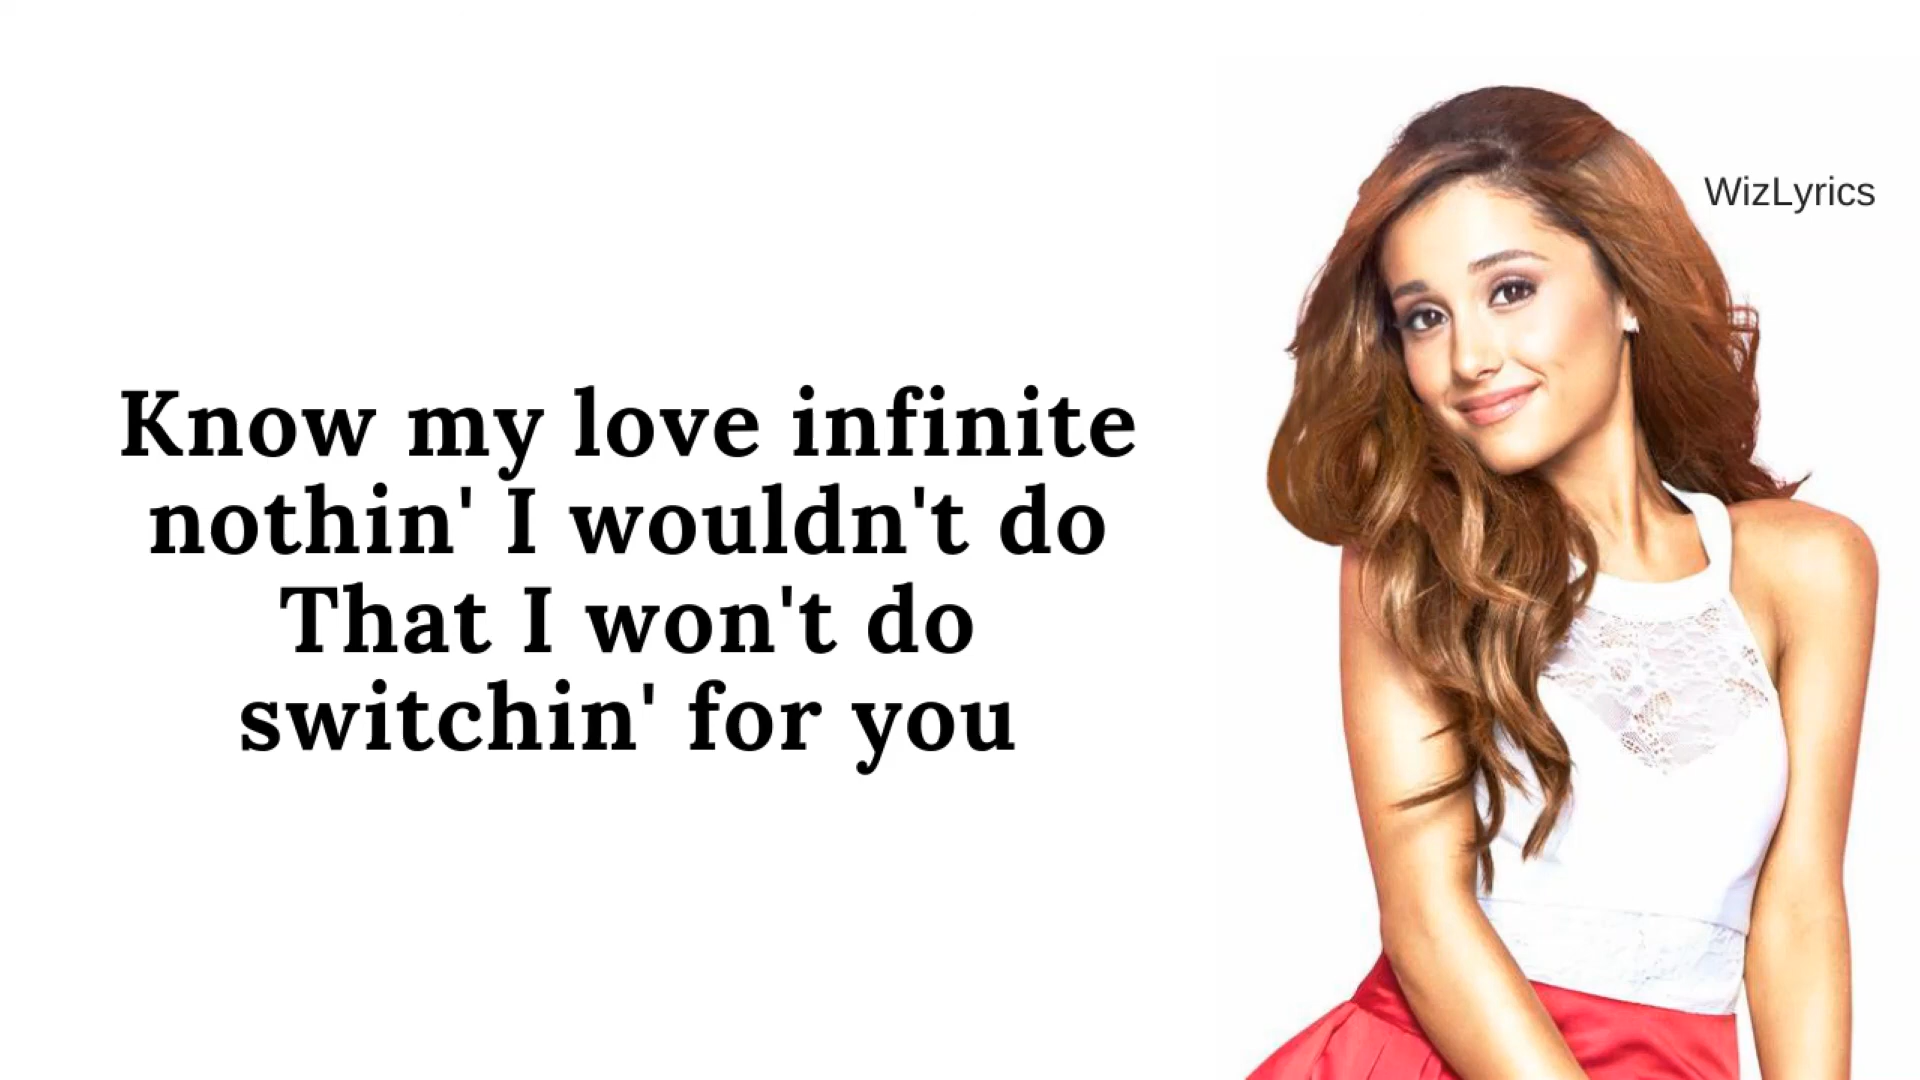 WizLyrics
Know my love infinite
nothin' I wouldn't do
That I won't do
switchin' for you